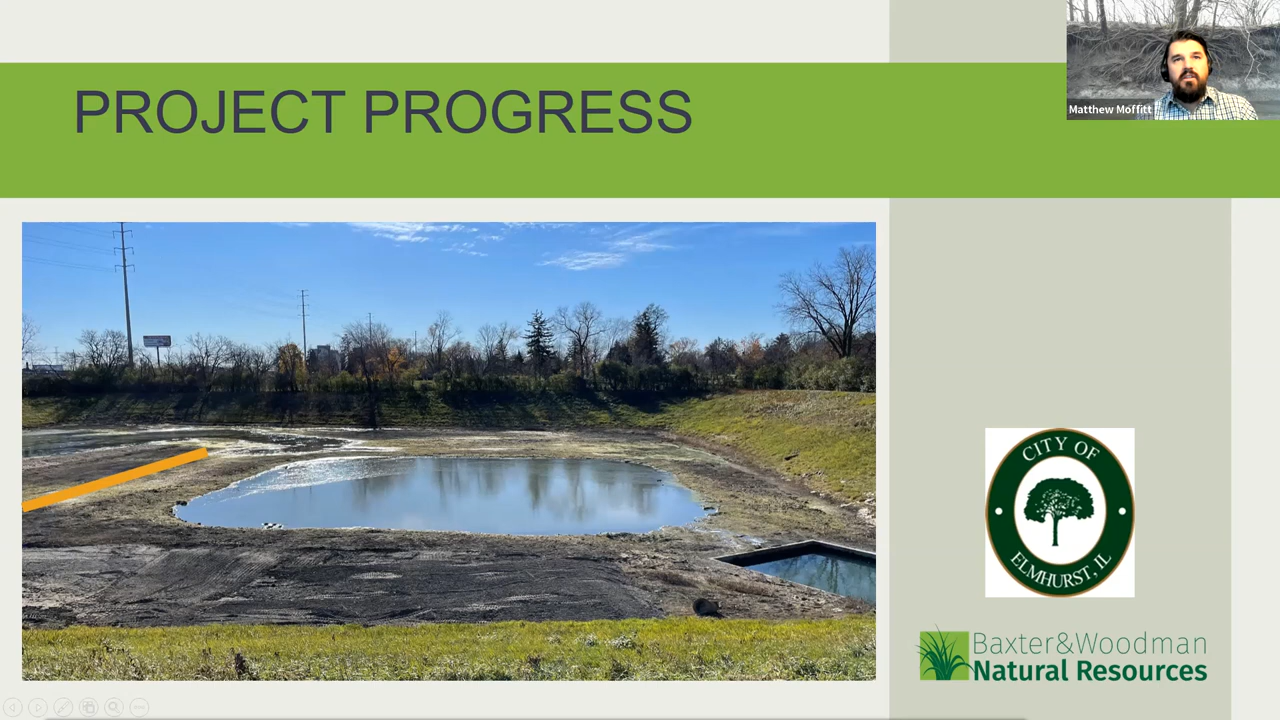 PROJECT PROGRESS
Matthew Moffitt
CITY OF
ELMHURST, IL
Baxter&Woodman
Natural Resources